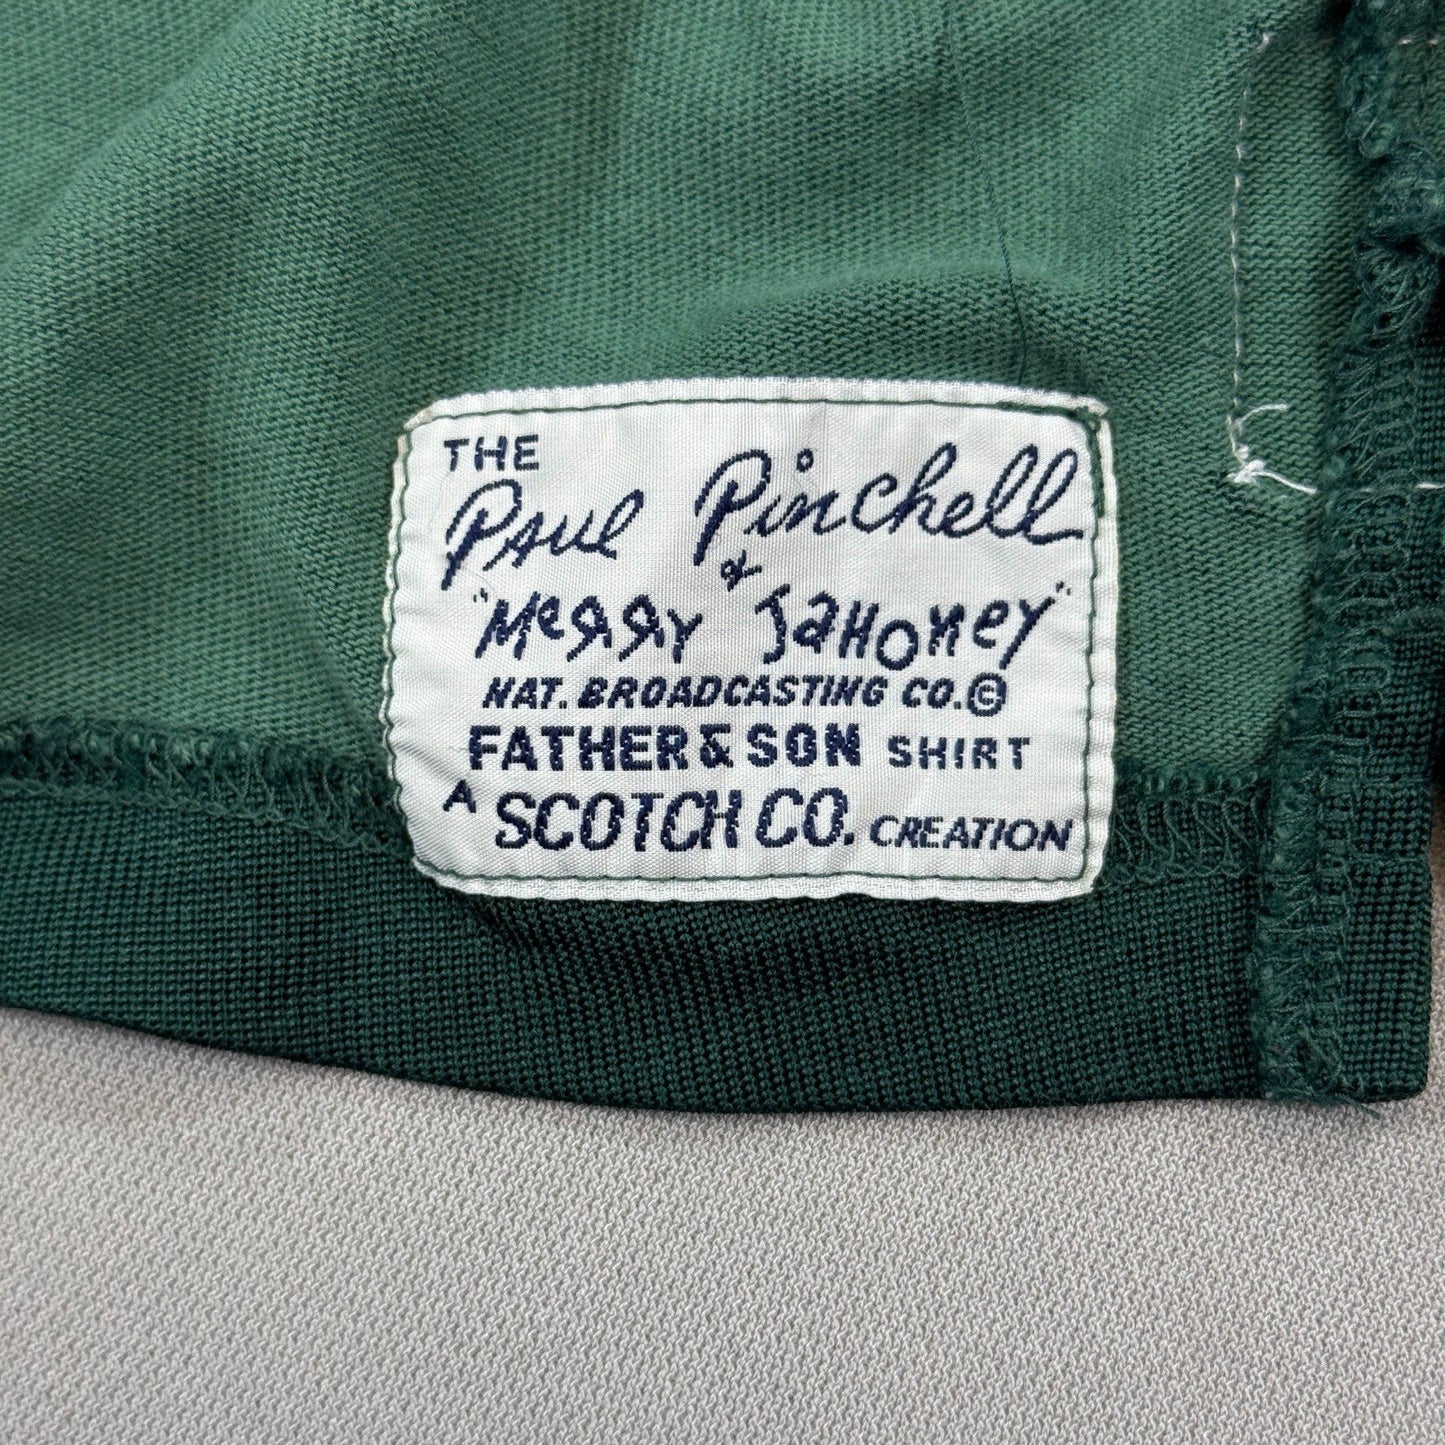 THE
PAul Pinchell
&
"MeRRY JaHoney"
NAT. BROADCASTING CO.©
FATHER & SON SHIRT
A SCOTCH CO. CREATION